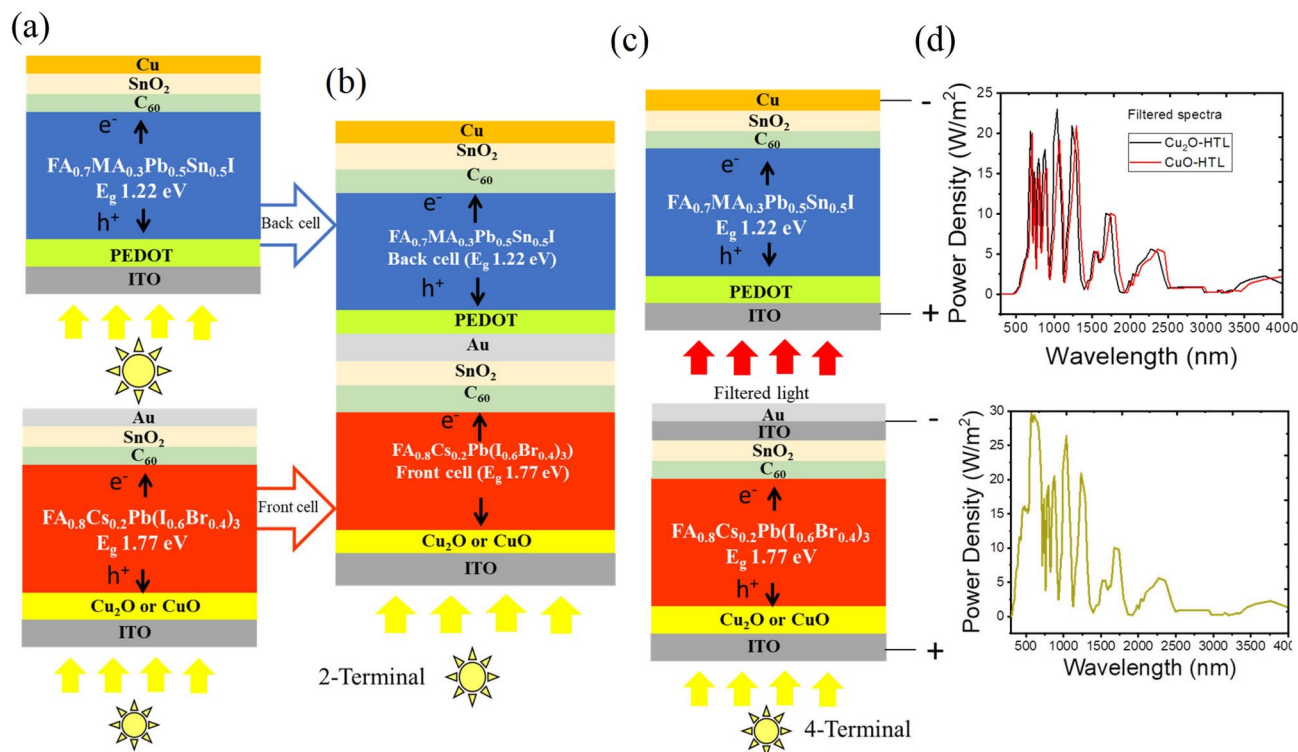 (a)
Cu
SnO₂
C₆₀
e⁻
FA₀.₇MA₀.₃Pb₀.₅Sn₀.₅I
E_g 1.22 eV
h⁺
PEDOT
ITO
Back cell
Au
SnO₂
C₆₀
e⁻
FA₀.₈Cs₀.₂Pb(I₀.₆Br₀.₄)₃
E_g 1.77 eV
h⁺
Cu₂O or CuO
ITO
Front cell
(b)
Cu
SnO₂
C₆₀
e⁻
FA₀.₇MA₀.₃Pb₀.₅Sn₀.₅I
Back cell (E_g 1.22 eV)
h⁺
PEDOT
Au
SnO₂
C₆₀
e⁻
FA₀.₈Cs₀.₂Pb(I₀.₆Br₀.₄)₃)
Front cell (E_g 1.77 eV)
Cu₂O or CuO
ITO
2-Terminal
(c)
Cu
-
SnO₂
C₆₀
e⁻
FA₀.₇MA₀.₃Pb₀.₅Sn₀.₅I
E_g 1.22 eV
h⁺
PEDOT
ITO
+
Filtered light
Au
-
ITO
SnO₂
C₆₀
e⁻
FA₀.₈Cs₀.₂Pb(I₀.₆Br₀.₄)₃
E_g 1.77 eV
h⁺
Cu₂O or CuO
ITO
+
4-Terminal
(d)
Power Density (W/m²)
25
20
15
10
5
0
Filtered spectra
Cu₂O-HTL
CuO-HTL
500 1000 1500 2000 2500 3000 3500 4000
Wavelength (nm)
Power Density (W/m²)
30
25
20
15
10
5
0
500 1000 1500 2000 2500 3000 3500 4000
Wavelength (nm)